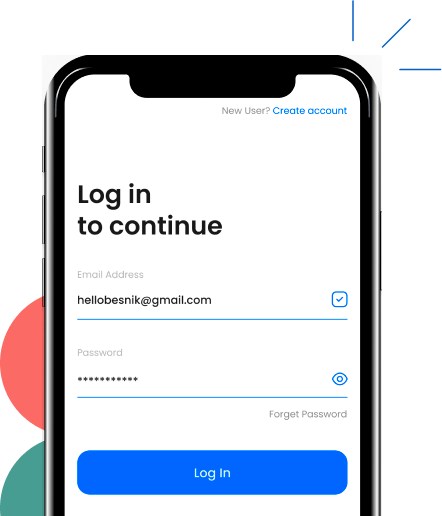 New User? Create account
Log in
to continue
Email Address
hellobesnik@gmail.com
Password
***********
Forget Password
Log In